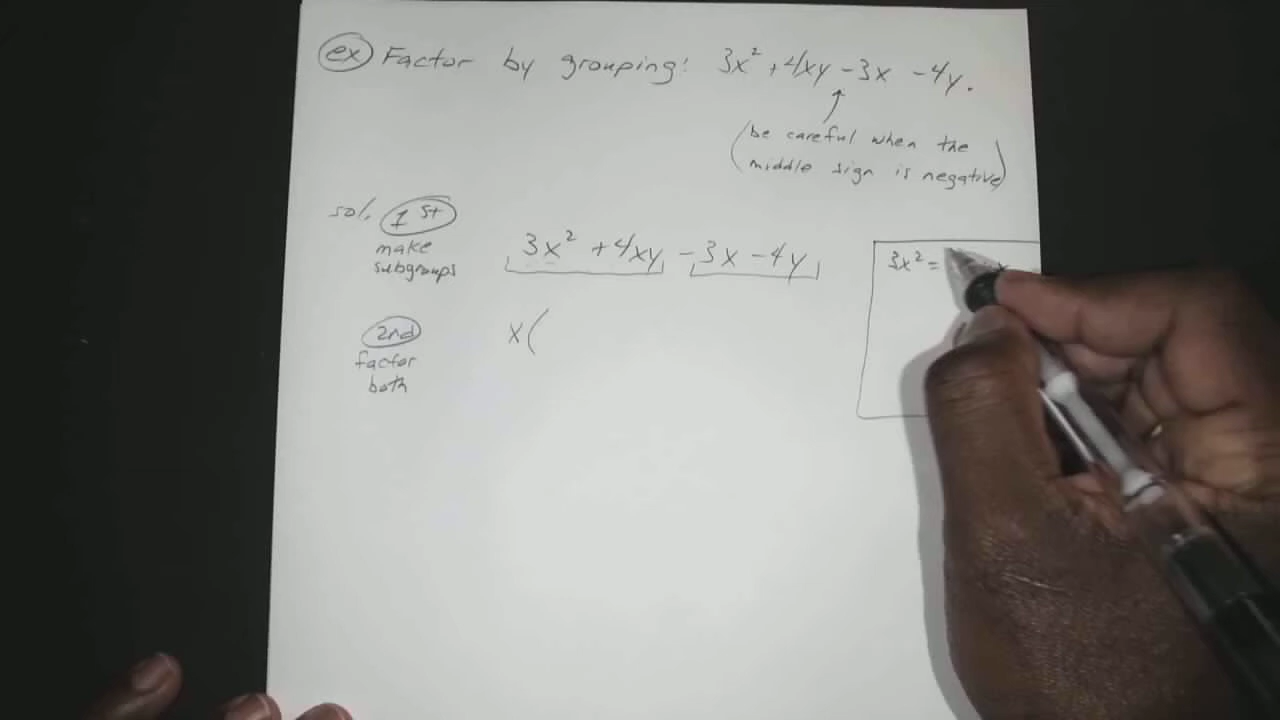 ex Factor by grouping: 3x² + 4xy - 3x - 4y.
(be careful when the
middle sign is negative)
sol. 1st
make
subgroups
3x² + 4xy - 3x - 4y
3x² =
x
2nd
factor
both
x(